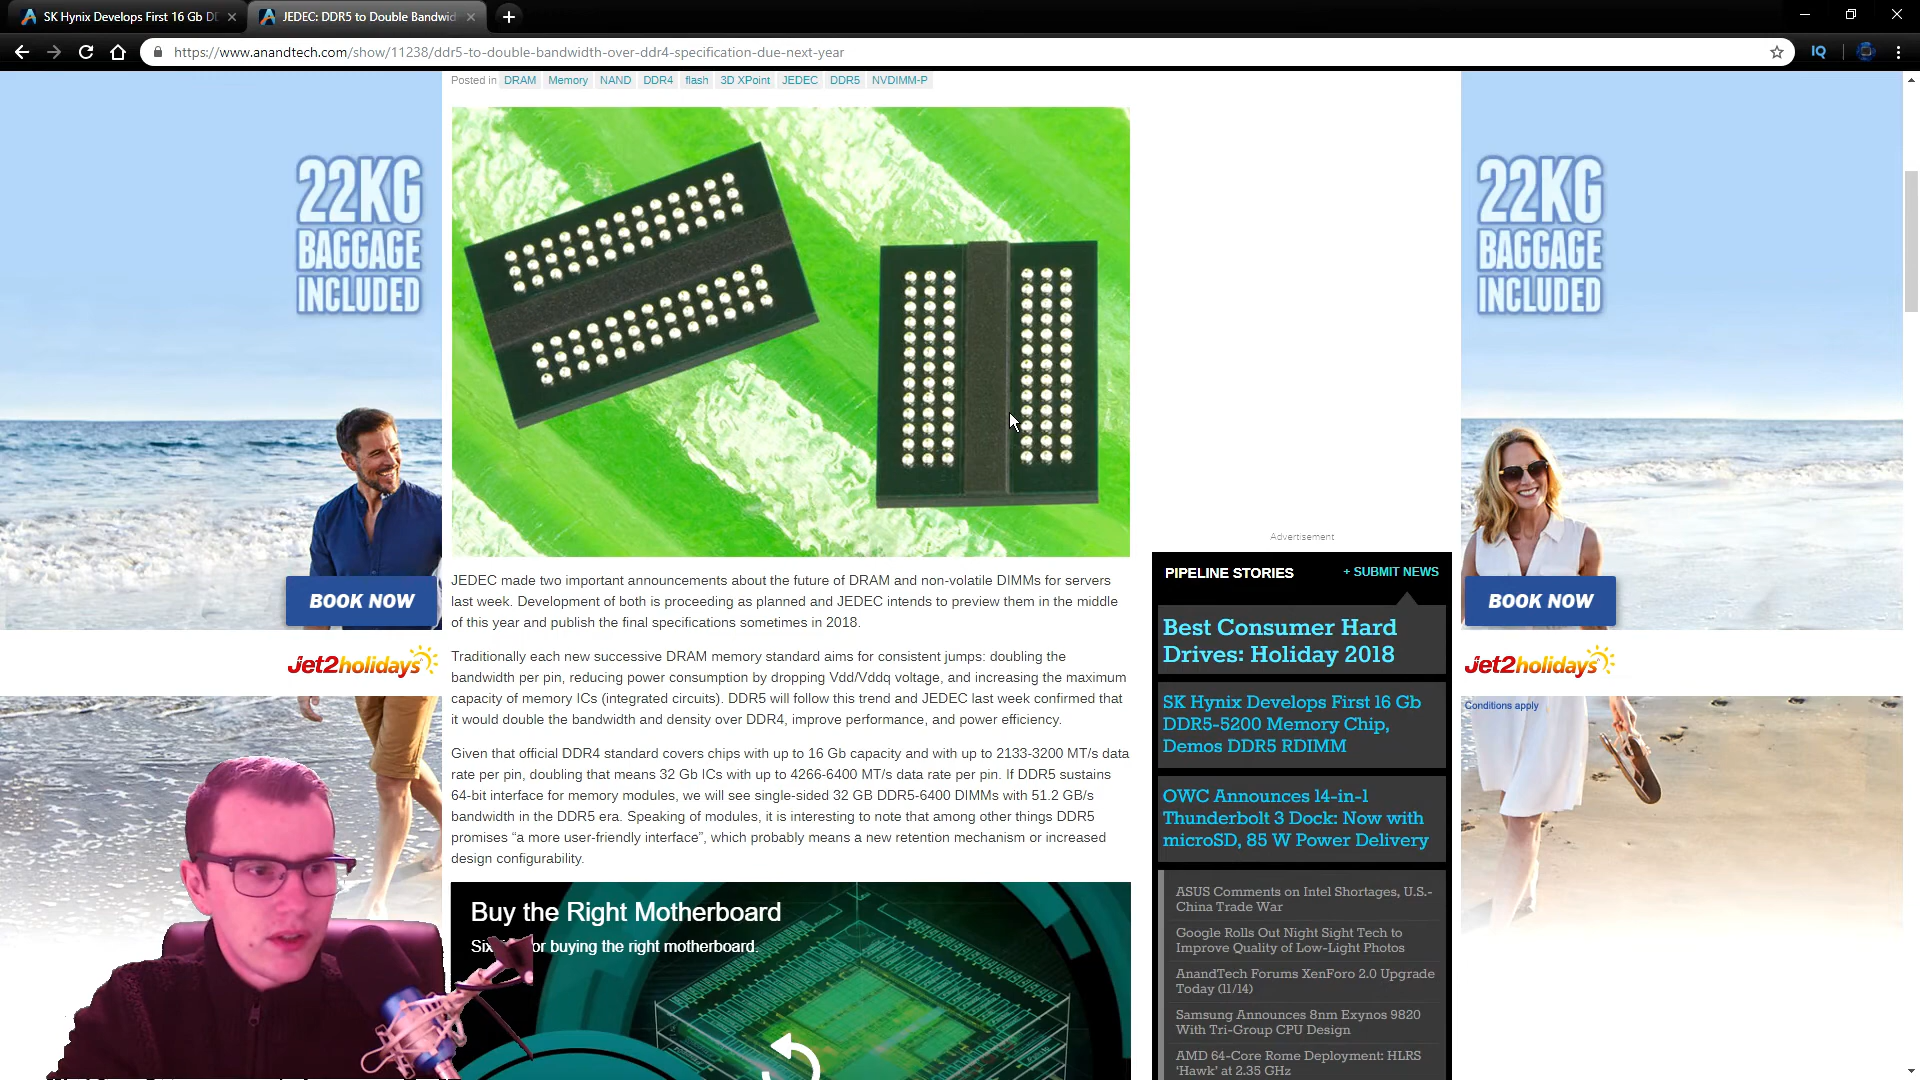 SK Hynix Develops First 16 Gb DD
JEDEC: DDR5 to Double Bandwid
https://www.anandtech.com/show/11238/ddr5-to-double-bandwidth-over-ddr4-specification-due-next-year
IQ
Posted in DRAM Memory NAND DDR4 flash 3D XPoint JEDEC DDR5 NVDIMM-P
22KG
BAGGAGE
INCLUDED
BOOK NOW
Jet2holidays
JEDEC made two important announcements about the future of DRAM and non-volatile DIMMs for servers
last week. Development of both is proceeding as planned and JEDEC intends to preview them in the middle
of this year and publish the final specifications sometimes in 2018.
Traditionally each new successive DRAM memory standard aims for consistent jumps: doubling the
bandwidth per pin, reducing power consumption by dropping Vdd/Vddq voltage, and increasing the maximum
capacity of memory ICs (integrated circuits). DDR5 will follow this trend and JEDEC last week confirmed that
it would double the bandwidth and density over DDR4, improve performance, and power efficiency.
Given that official DDR4 standard covers chips with up to 16 Gb capacity and with up to 2133-3200 MT/s data
rate per pin, doubling that means 32 Gb ICs with up to 4266-6400 MT/s data rate per pin. If DDR5 sustains
64-bit interface for memory modules, we will see single-sided 32 GB DDR5-6400 DIMMs with 51.2 GB/s
bandwidth in the DDR5 era. Speaking of modules, it is interesting to note that among other things DDR5
promises “a more user-friendly interface”, which probably means a new retention mechanism or increased
design configurability.
Buy the Right Motherboard
or buying the right motherboard.
Advertisement
PIPELINE STORIES
+ SUBMIT NEWS
Best Consumer Hard
Drives: Holiday 2018
SK Hynix Develops First 16 Gb
DDR5-5200 Memory Chip,
Demos DDR5 RDIMM
OWC Announces 14-in-1
Thunderbolt 3 Dock: Now with
microSD, 85 W Power Delivery
ASUS Comments on Intel Shortages, U.S.-
China Trade War
Google Rolls Out Night Sight Tech to
Improve Quality of Low-Light Photos
AnandTech Forums XenForo 2.0 Upgrade
Today (11/14)
Samsung Announces 8nm Exynos 9820
With Tri-Group CPU Design
AMD 64-Core Rome Deployment: HLRS
'Hawk' at 2.35 GHz
22KG
BAGGAGE
INCLUDED
BOOK NOW
Jet2holidays
Conditions apply